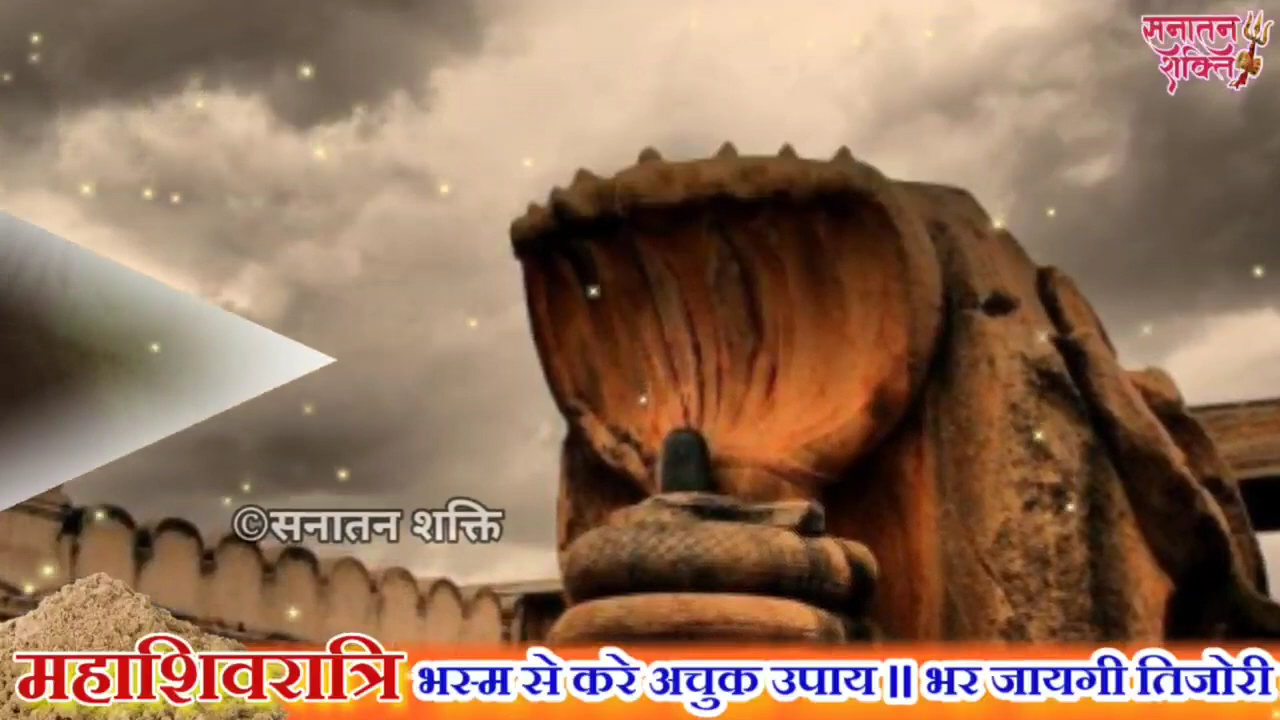 सनातन
शक्ति
©सनातन शक्ति
महाशिवरात्रि भस्म से करे अचुक उपाय || भर जायगी तिजोरी